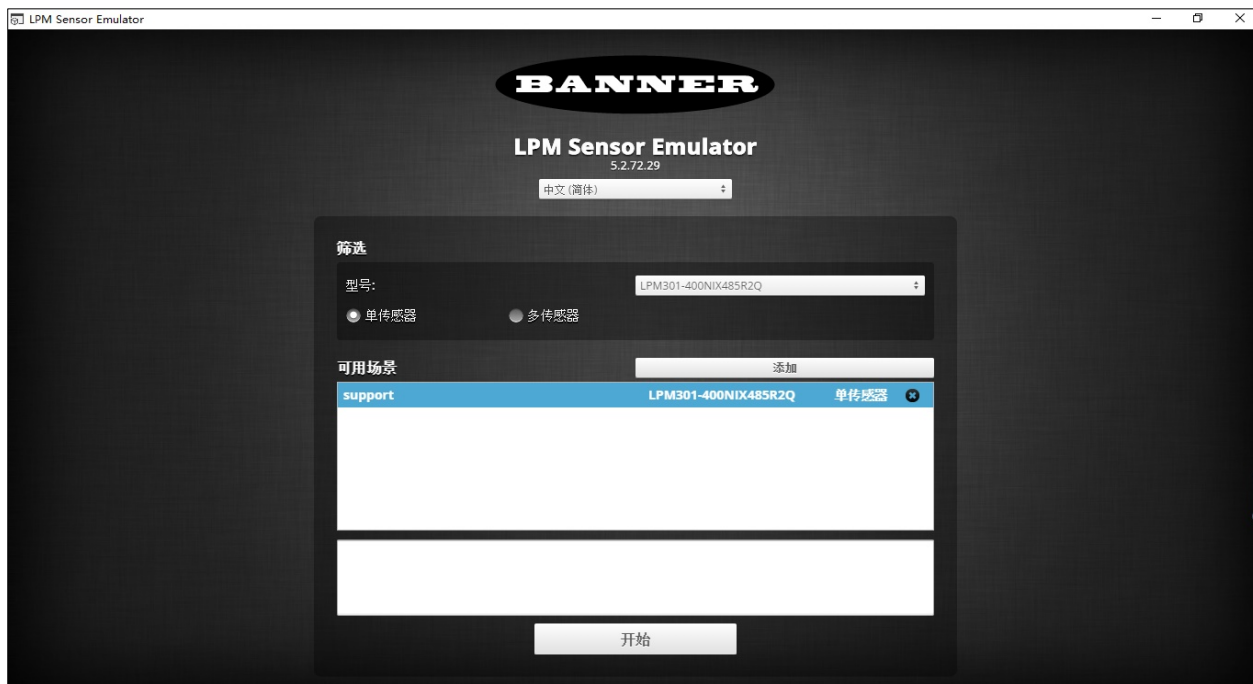 LPM Sensor Emulator
BANNER
LPM Sensor Emulator
5.2.72.29
中文 (简体)
筛选
型号: LPM301-400NIX485R2Q
单传感器 多传感器
可用场景 添加
support LPM301-400NIX485R2Q 单传感器
开始